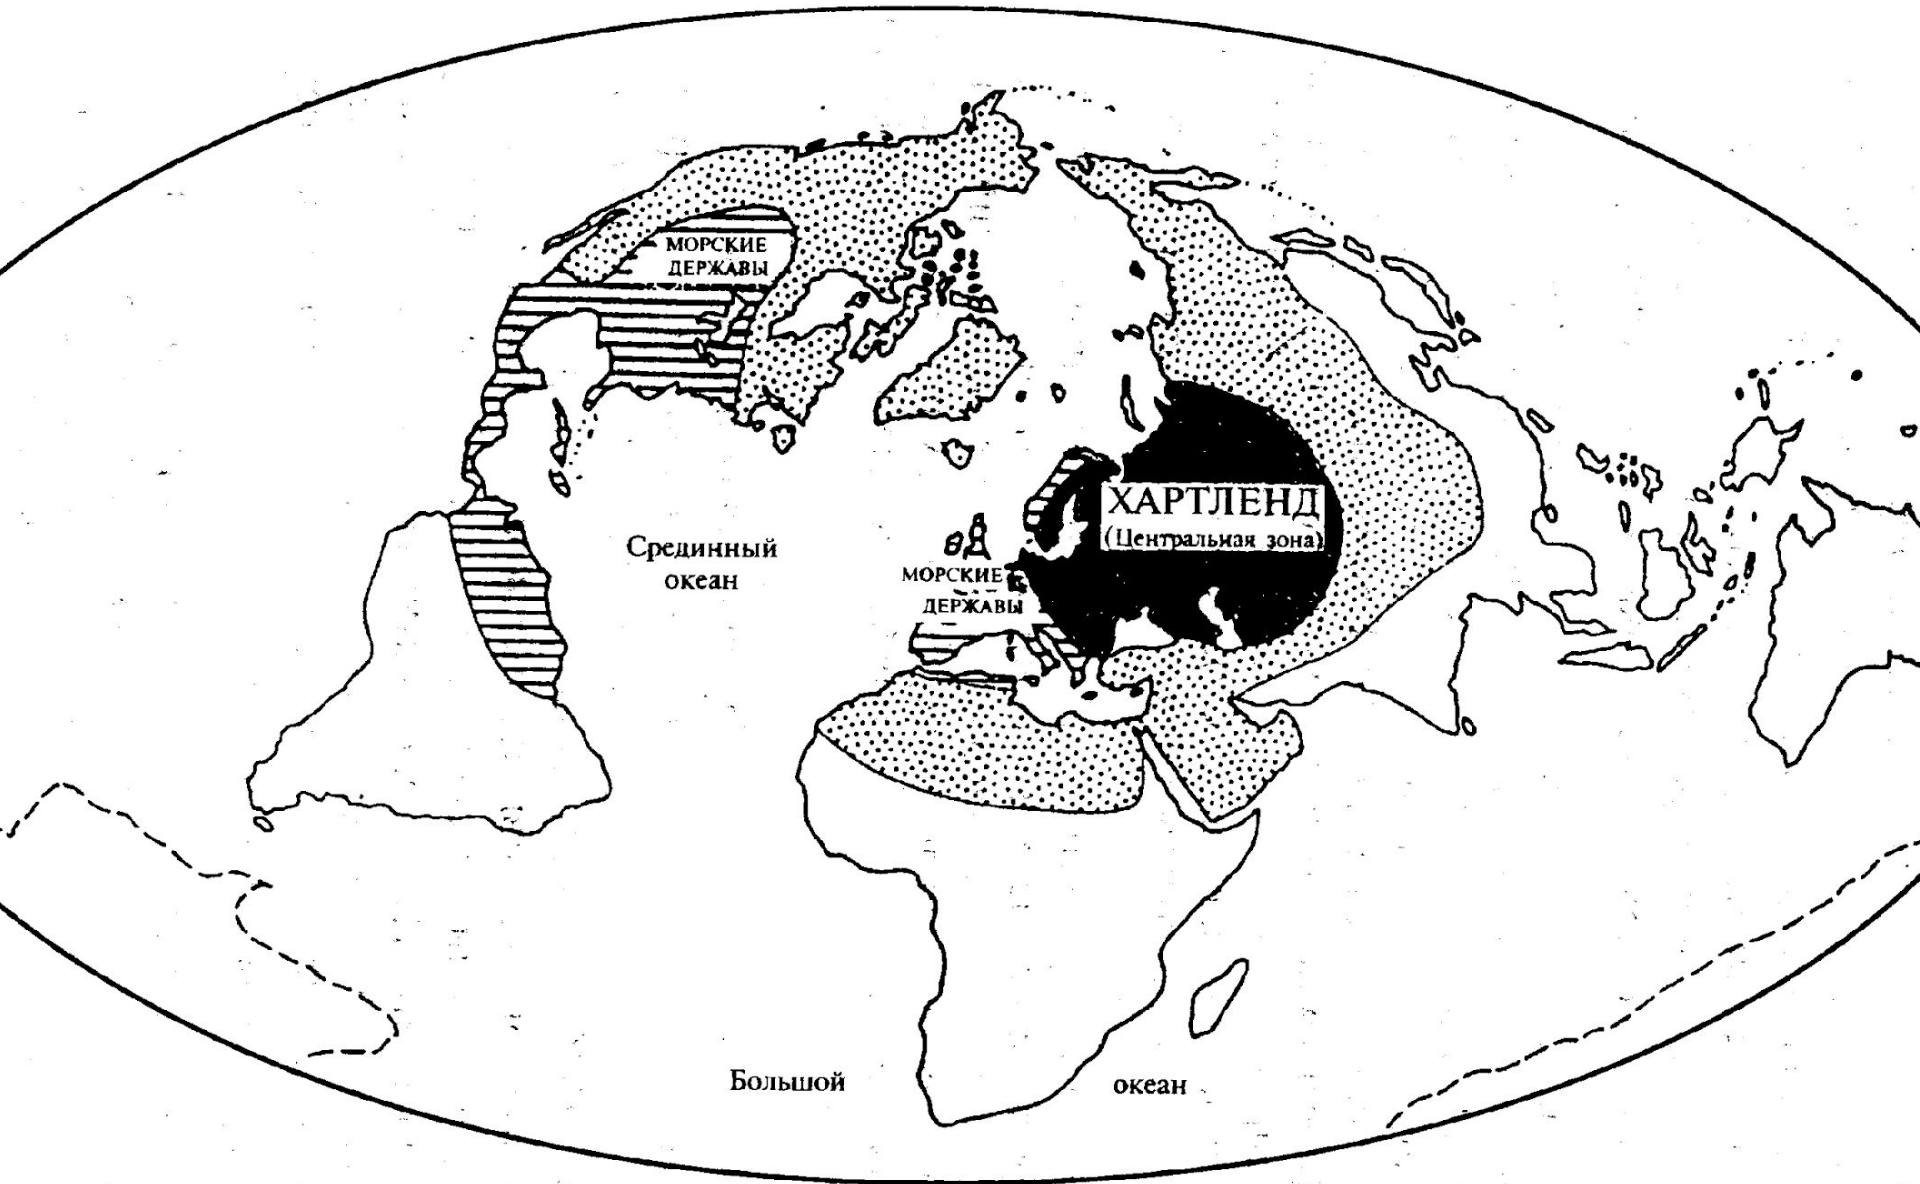 МОРСКИЕ
ДЕРЖАВЫ
ХАРТЛЕНД
(Центральная зона)
Срединный
океан
МОРСКИЕ
ДЕРЖАВЫ
Большой океан